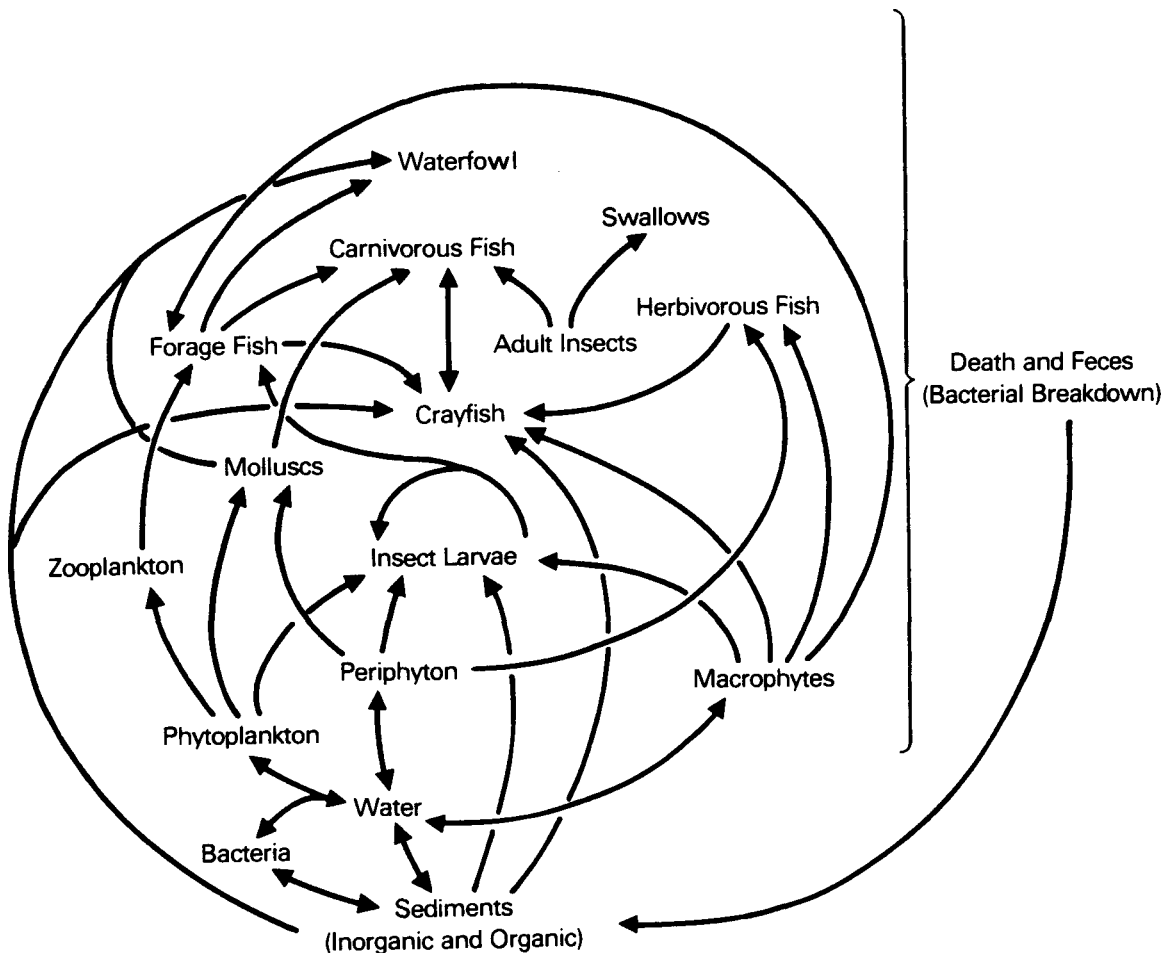 Waterfowl
Swallows
Carnivorous Fish
Herbivorous Fish
Forage Fish
Adult Insects
Death and Feces
(Bacterial Breakdown)
Crayfish
Molluscs
Insect Larvae
Zooplankton
Periphyton
Macrophytes
Phytoplankton
Water
Bacteria
Sediments
(Inorganic and Organic)